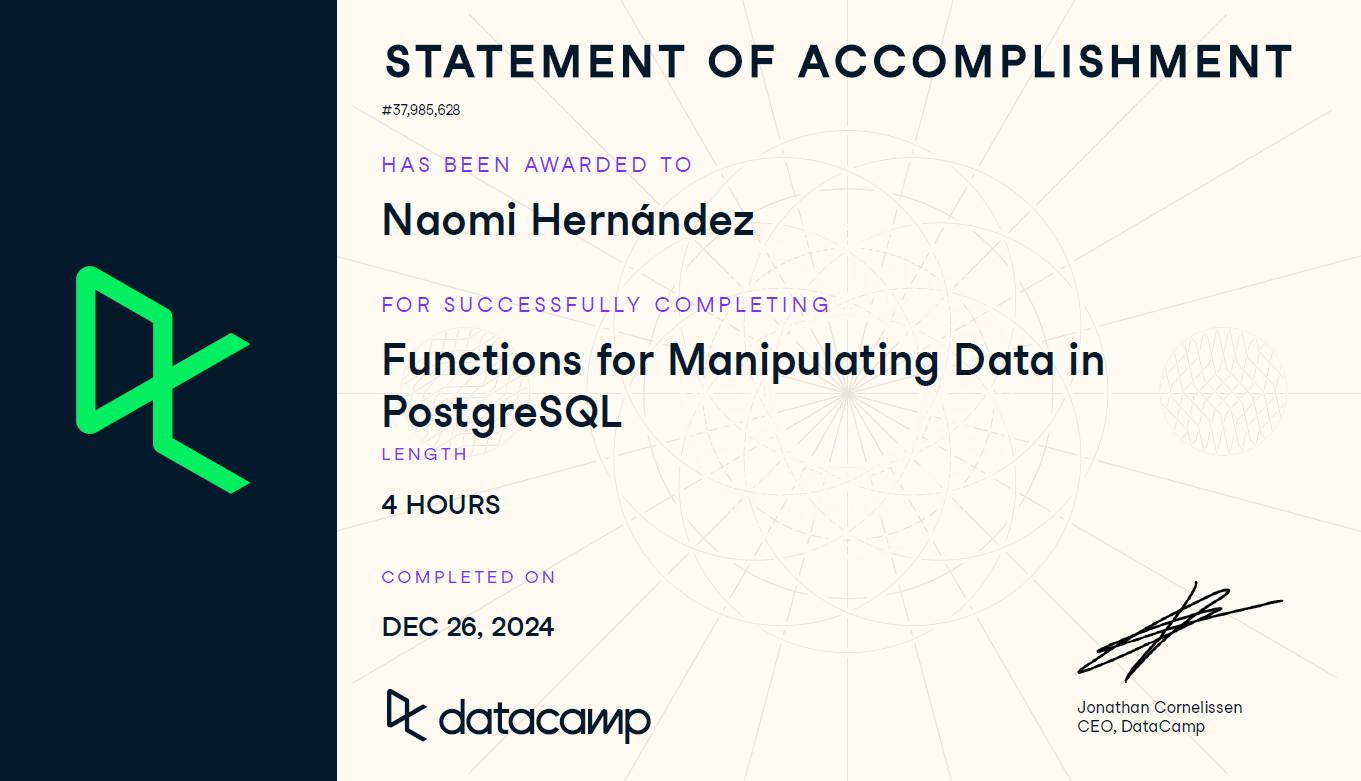 STATEMENT OF ACCOMPLISHMENT
#37,985,628
HAS BEEN AWARDED TO
Naomi Hernández
FOR SUCCESSFULLY COMPLETING
Functions for Manipulating Data in
PostgreSQL
LENGTH
4 HOURS
COMPLETED ON
DEC 26, 2024
datacamp
Jonathan Cornelissen
CEO, DataCamp